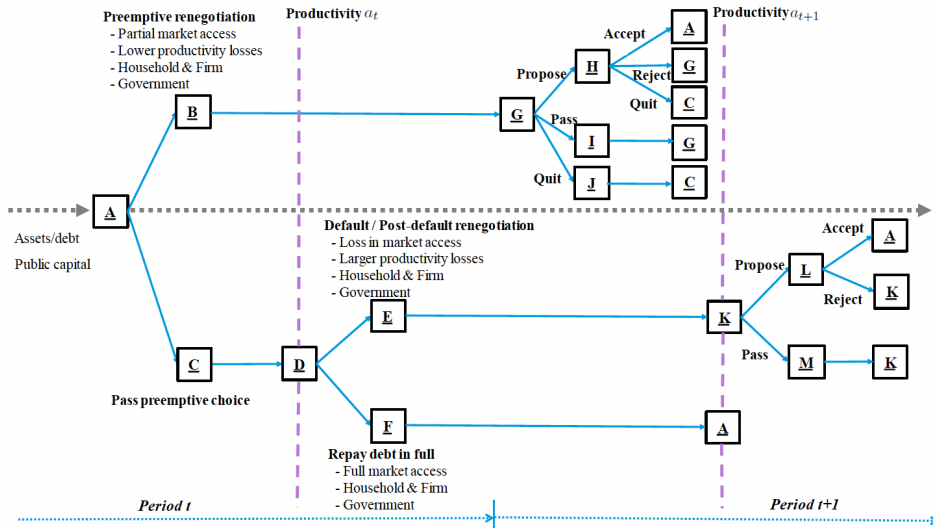 Preemptive renegotiation
- Partial market access
- Lower productivity losses
- Household & Firm
- Government
Productivity a_t
Productivity a_{t+1}
Accept
A
Propose
H
Reject
G
Quit
C
B
G
Pass
I
G
Quit
J
C
A
Assets/debt
Public capital
Default / Post-default renegotiation
- Loss in market access
- Larger productivity losses
- Household & Firm
- Government
Accept
A
Propose
L
Reject
K
E
K
Pass
M
K
C
D
Pass preemptive choice
F
A
Repay debt in full
- Full market access
- Household & Firm
- Government
Period t
Period t+1